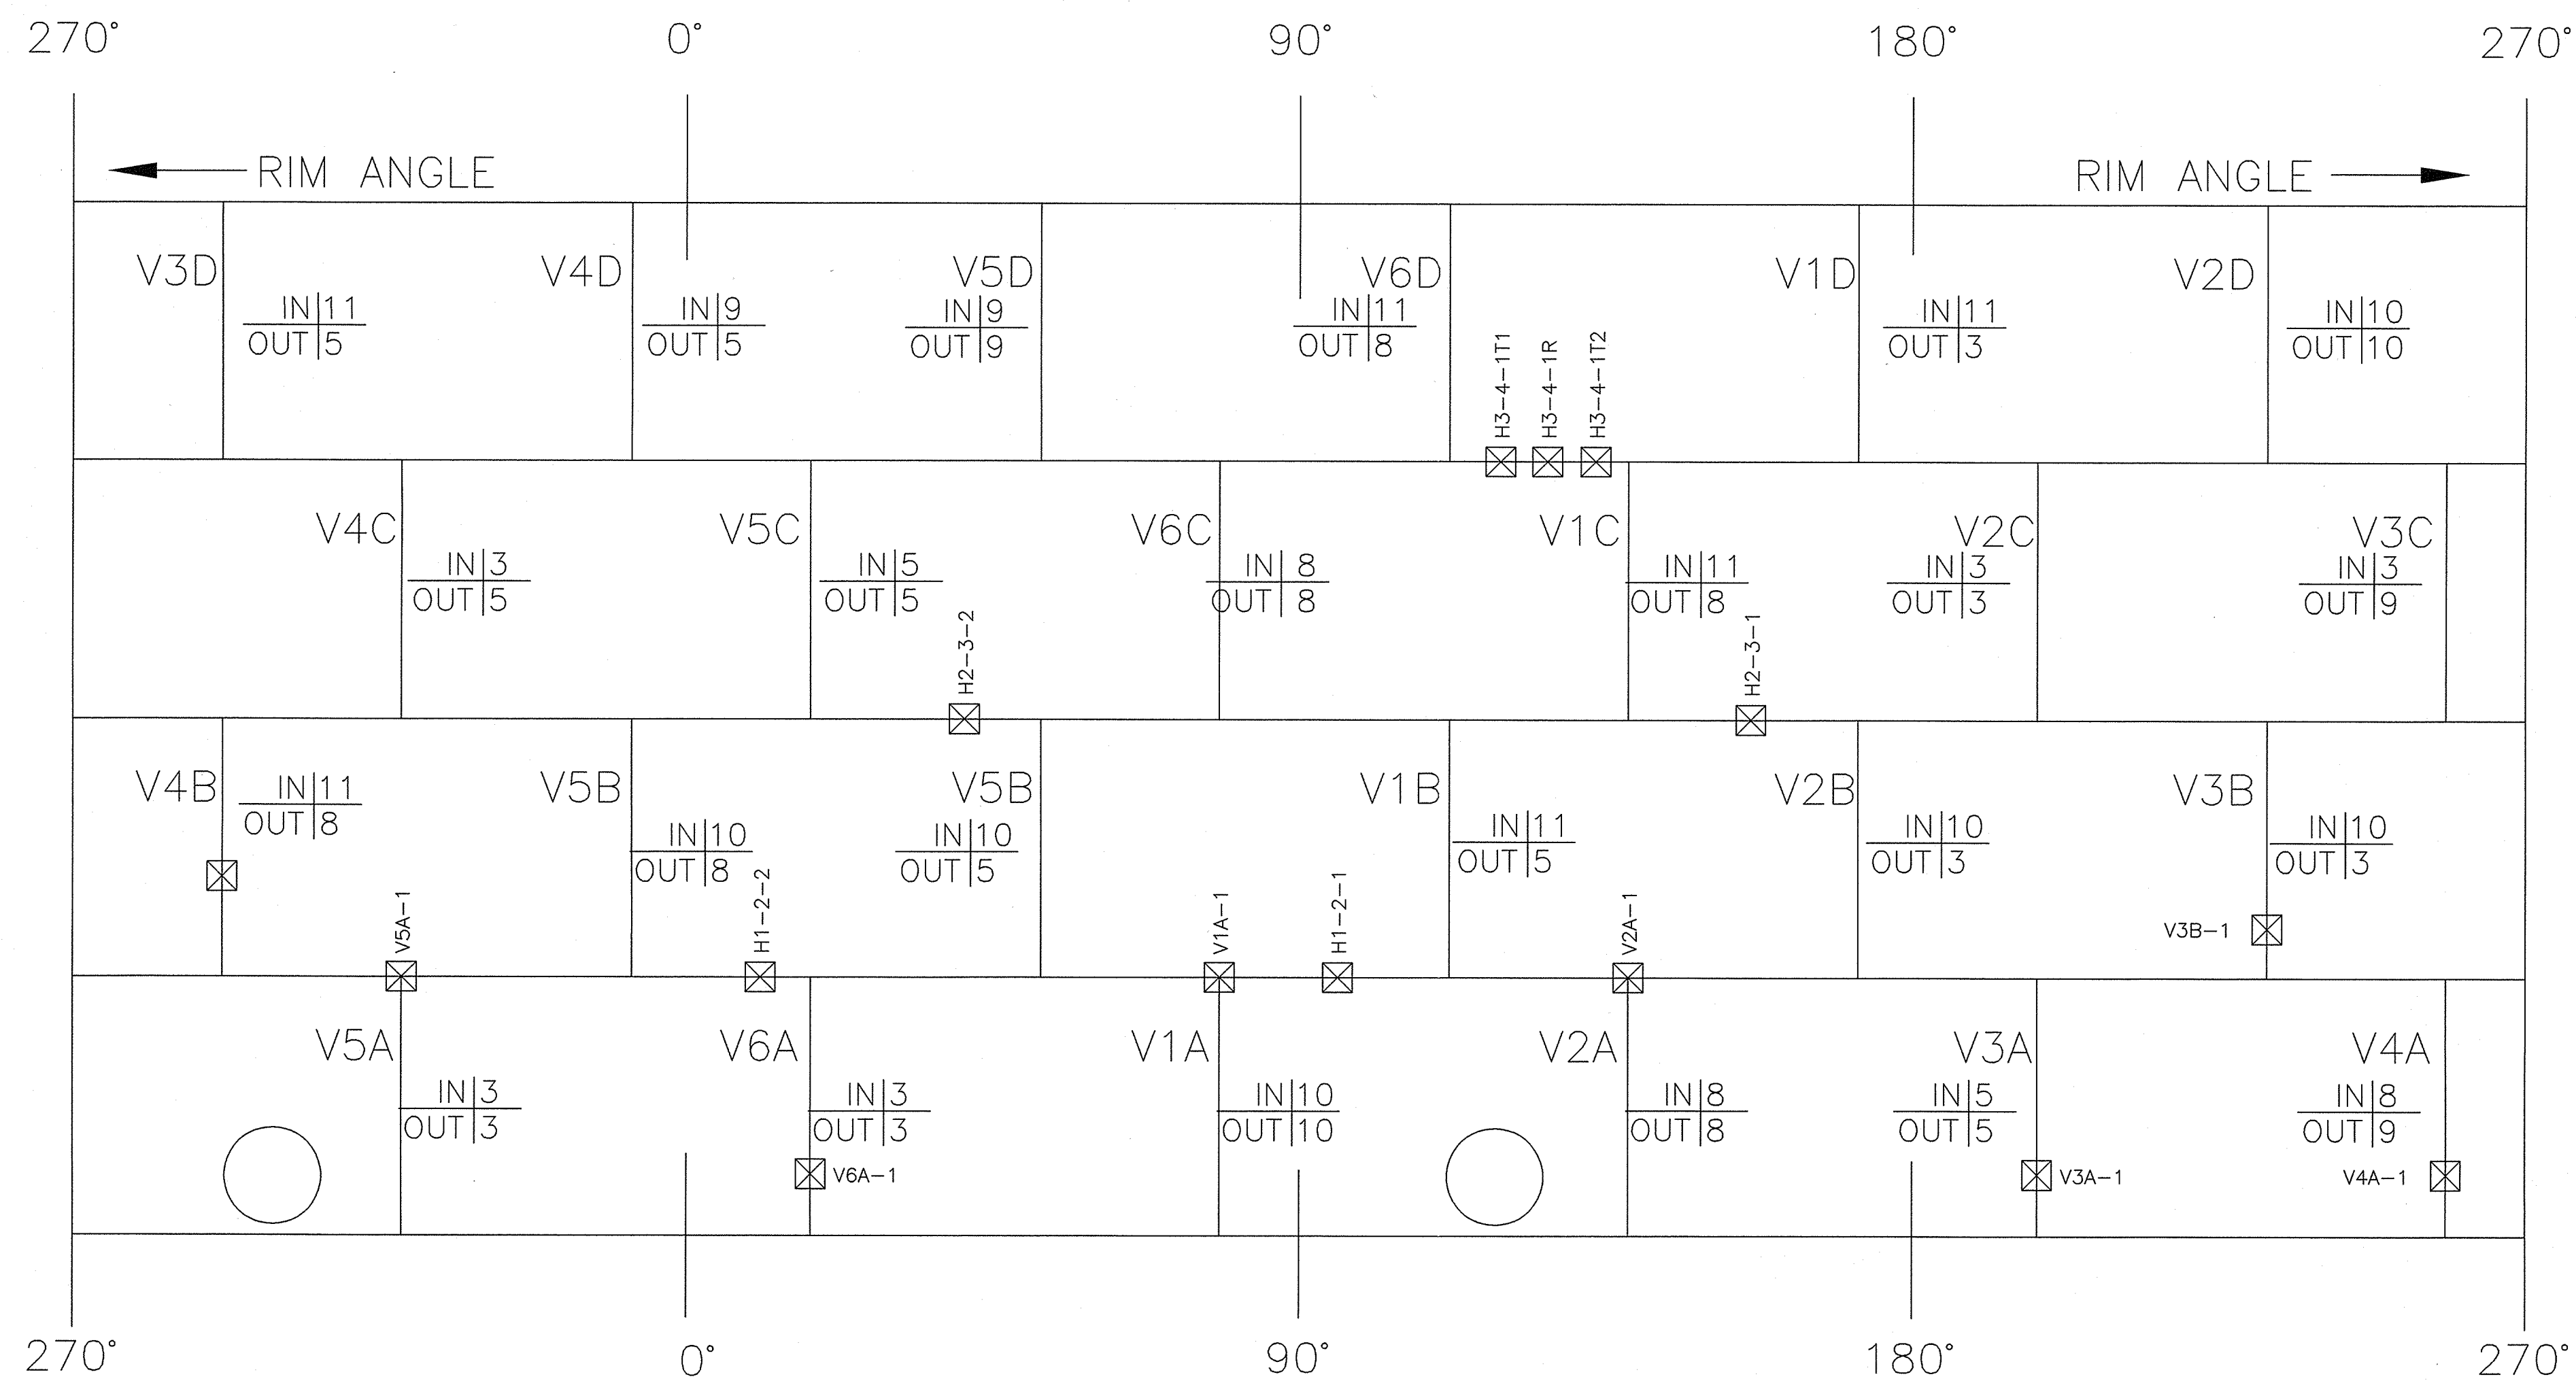 270° 0° 90° 180° 270°
RIM ANGLE RIM ANGLE
V3D V4D V5D V6D V1D V2D
IN 11 IN 9 IN 9 IN 11 IN 11 IN 10
OUT 5 OUT 5 OUT 9 OUT 8 OUT 3 OUT 10
H3-4-1T1 H3-4-1R H3-4-1T2
V4C V5C V6C V1C V2C V3C
IN 3 IN 5 IN 8 IN 11 IN 3 IN 3
OUT 5 OUT 5 OUT 8 OUT 8 OUT 3 OUT 9
H2-3-2 H2-3-1
V4B V5B V5B V1B V2B V3B
IN 11 IN 10 IN 10 IN 11 IN 10 IN 10
OUT 8 OUT 8 OUT 5 OUT 5 OUT 3 OUT 3
V5A-1 H1-2-2 V1A-1 H1-2-1 V2A-1 V3B-1
V5A V6A V1A V2A V3A V4A
IN 3 IN 3 IN 10 IN 8 IN 5 IN 8
OUT 3 OUT 3 OUT 10 OUT 8 OUT 5 OUT 9
V6A-1 V3A-1 V4A-1
270° 0° 90° 180° 270°